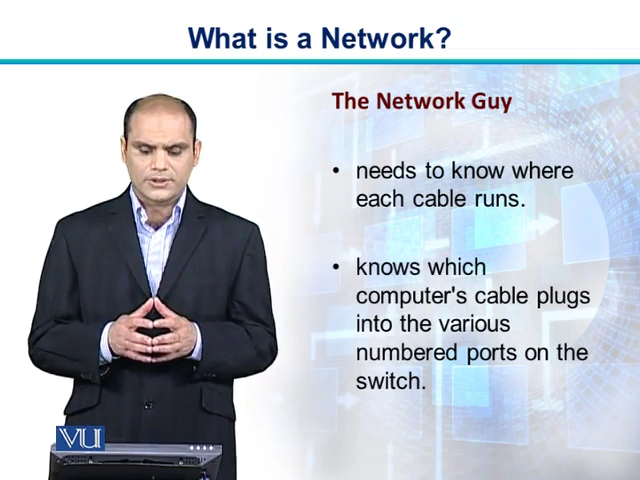 What is a Network?
The Network Guy
• needs to know where
each cable runs.
• knows which
computer's cable plugs
into the various
numbered ports on the
switch.
VU